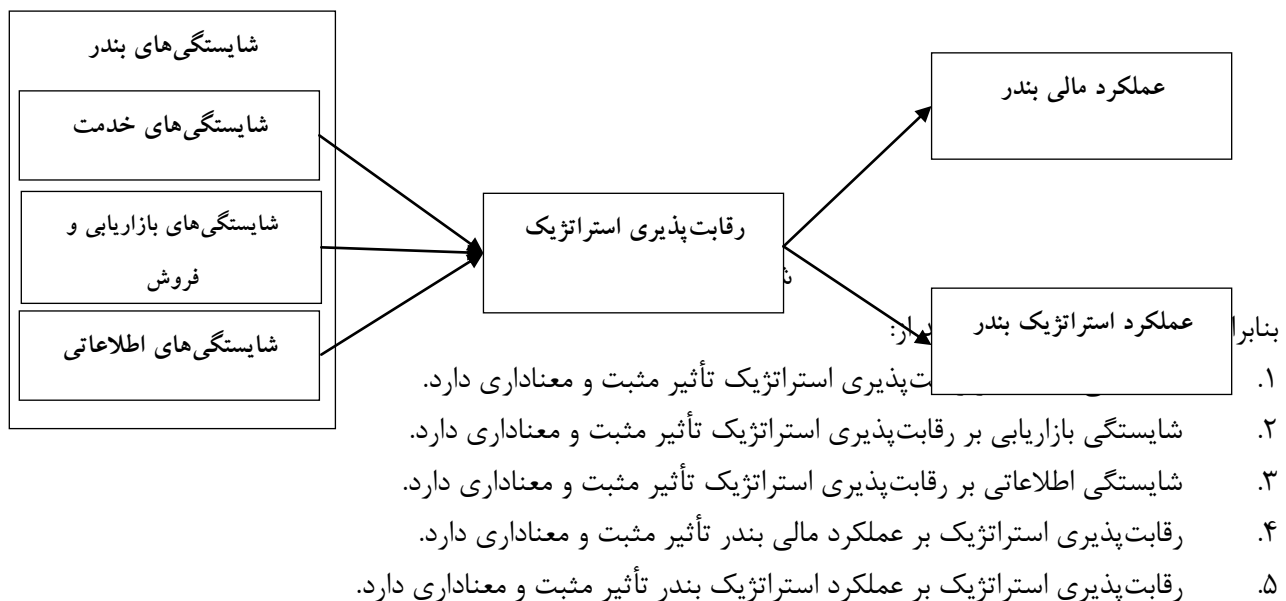 شایستگی‌های بندر
شایستگی‌های خدمت
شایستگی‌های بازاریابی و
فروش
شایستگی‌های اطلاعاتی
رقابت‌پذیری استراتژیک
عملکرد مالی بندر
عملکرد استراتژیک بندر
۱. رقابت‌پذیری استراتژیک تأثیر مثبت و معناداری دارد.
۲. شایستگی بازاریابی بر رقابت‌پذیری استراتژیک تأثیر مثبت و معناداری دارد.
۳. شایستگی اطلاعاتی بر رقابت‌پذیری استراتژیک تأثیر مثبت و معناداری دارد.
۴. رقابت‌پذیری استراتژیک بر عملکرد مالی بندر تأثیر مثبت و معناداری دارد.
۵. رقابت‌پذیری استراتژیک بر عملکرد استراتژیک بندر تأثیر مثبت و معناداری دارد.